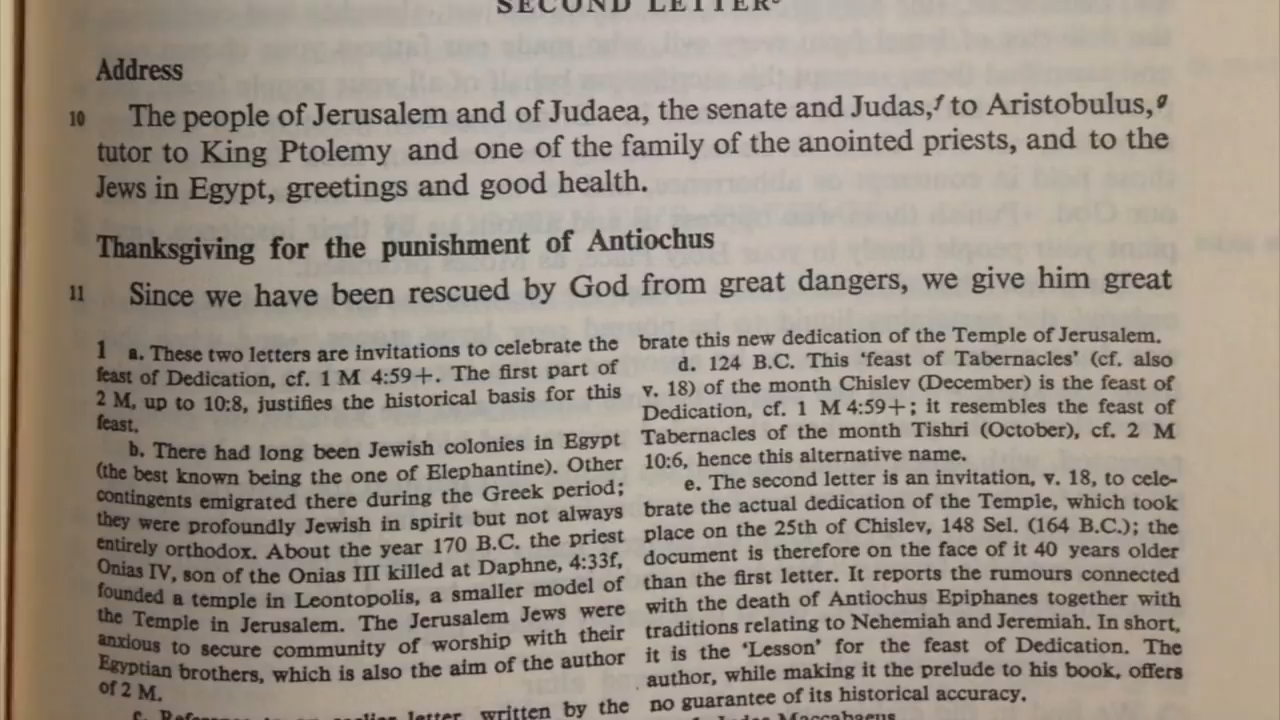 SECOND LETTER
Address
10 The people of Jerusalem and of Judaea, the senate and Judas,f to Aristobulus,g
tutor to King Ptolemy and one of the family of the anointed priests, and to the
Jews in Egypt, greetings and good health.
Thanksgiving for the punishment of Antiochus
11 Since we have been rescued by God from great dangers, we give him great
1 a. These two letters are invitations to celebrate the
feast of Dedication, cf. 1 M 4:59+. The first part of
2 M, up to 10:8, justifies the historical basis for this
feast.
b. There had long been Jewish colonies in Egypt
(the best known being the one of Elephantine). Other
contingents emigrated there during the Greek period;
they were profoundly Jewish in spirit but not always
entirely orthodox. About the year 170 B.C. the priest
Onias IV, son of the Onias III killed at Daphne, 4:33f,
founded a temple in Leontopolis, a smaller model of
the Temple in Jerusalem. The Jerusalem Jews were
anxious to secure community of worship with their
Egyptian brothers, which is also the aim of the author
of 2 M.
c. Reference to an earlier letter written by the
brate this new dedication of the Temple of Jerusalem.
d. 124 B.C. This ‘feast of Tabernacles’ (cf. also
v. 18) of the month Chislev (December) is the feast of
Dedication, cf. 1 M 4:59+; it resembles the feast of
Tabernacles of the month Tishri (October), cf. 2 M
10:6, hence this alternative name.
e. The second letter is an invitation, v. 18, to cele-
brate the actual dedication of the Temple, which took
place on the 25th of Chislev, 148 Sel. (164 B.C.); the
document is therefore on the face of it 40 years older
than the first letter. It reports the rumours connected
with the death of Antiochus Epiphanes together with
traditions relating to Nehemiah and Jeremiah. In short,
it is the ‘Lesson’ for the feast of Dedication. The
author, while making it the prelude to his book, offers
no guarantee of its historical accuracy.
f. Judas Maccabaeus